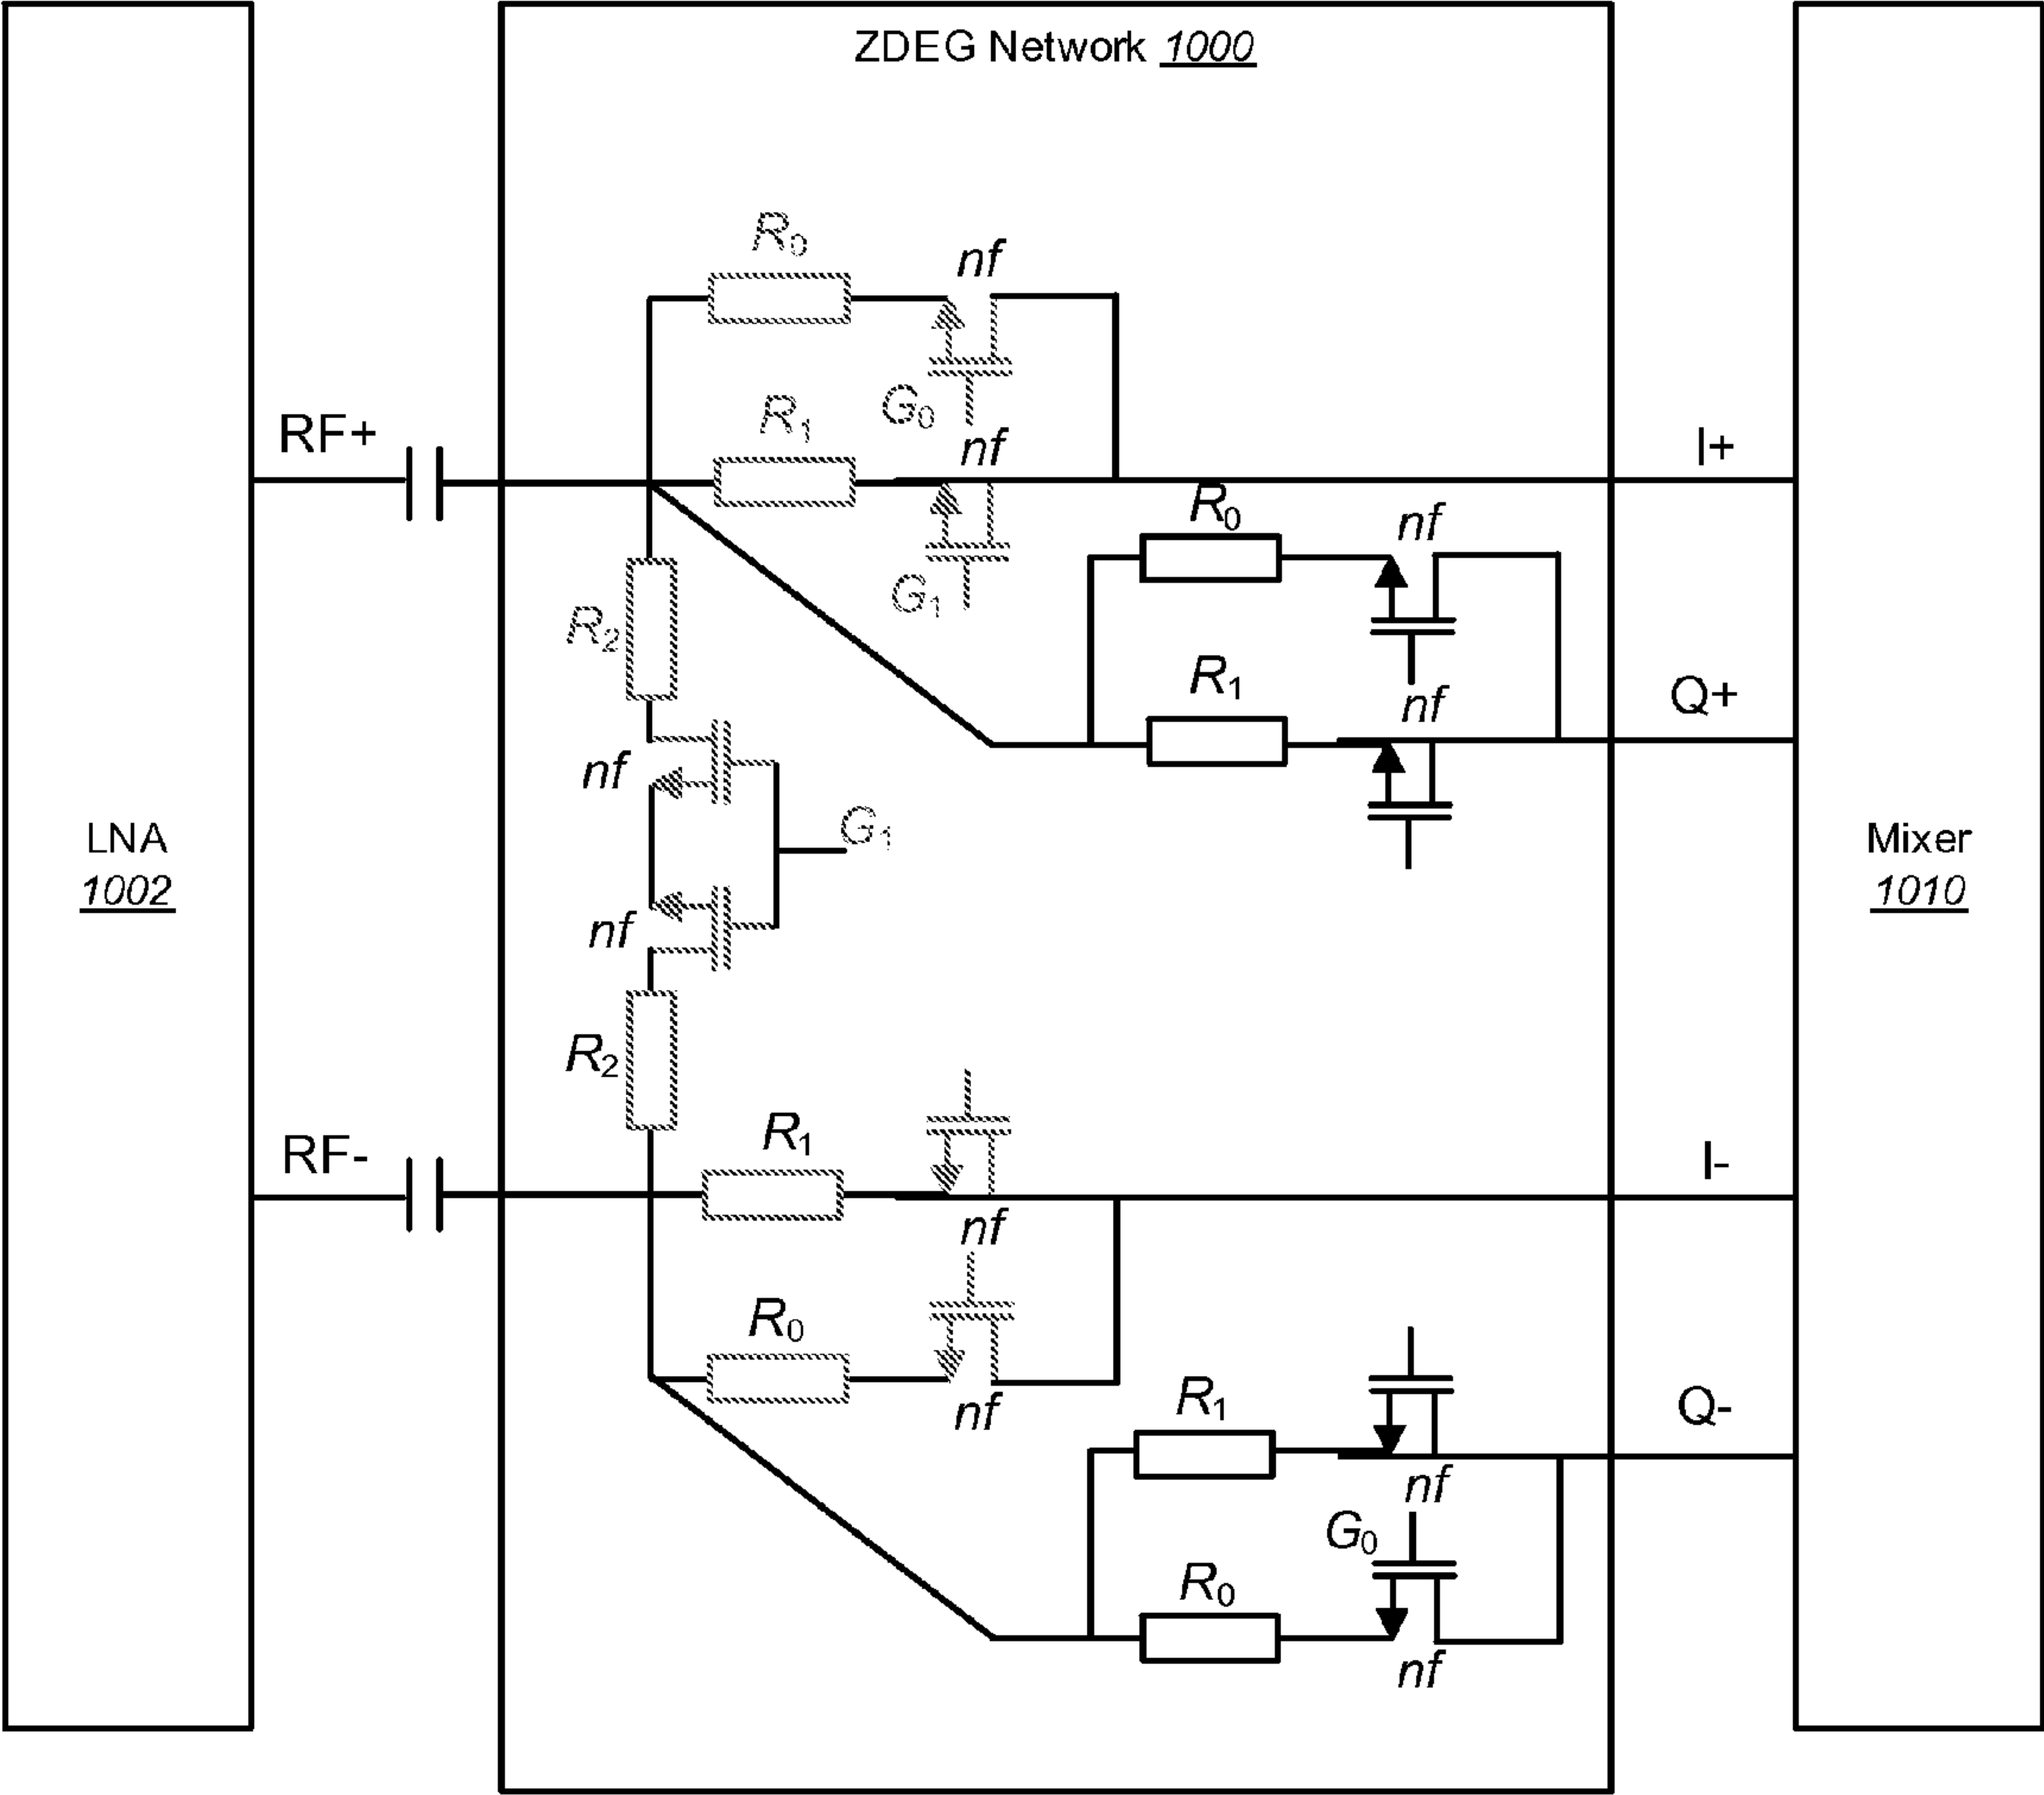 ZDEG Network 1000
R0
nf
G0
RF+
R1
nf
I+
G1
R0
nf
R2
R1
nf
Q+
nf
G1
LNA
1002
Mixer
1010
nf
R2
R1
RF-
I-
nf
R0
nf
R1
Q-
nf
G0
R0
nf